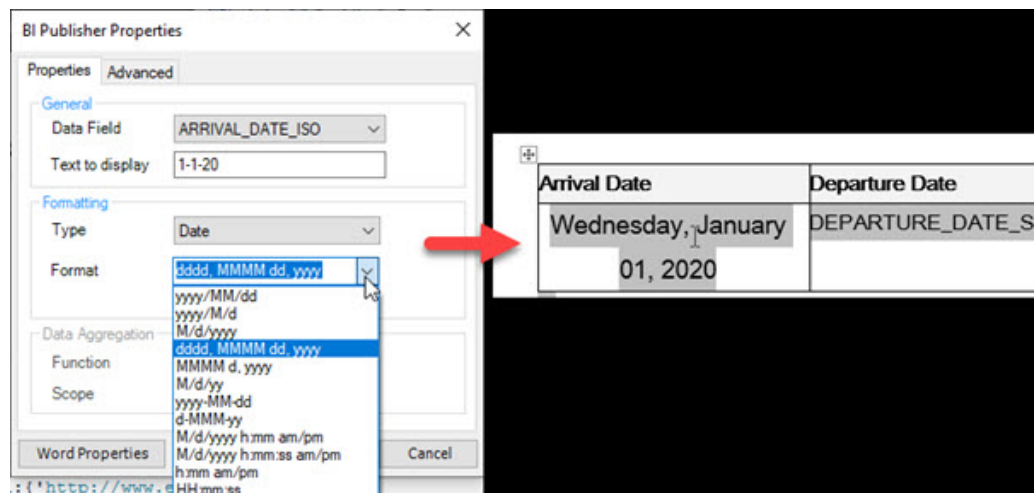 BI Publisher Properties
Properties Advanced
General
Data Field ARRIVAL_DATE_ISO
Text to display 1-1-20
Formatting
Type Date
Format dddd, MMMM dd, yyyy
yyyy/MM/dd
yyyy/M/d
M/d/yyyy
dddd, MMMM dd, yyyy
MMMM d, yyyy
M/d/yy
yyyy-MM-dd
d-MMM-yy
M/d/yyyy h:mm am/pm
M/d/yyyy h:mm:ss am/pm
h:mm am/pm
HH:mm:ss
Data Aggregation
Function
Scope
Word Properties Cancel
:{'http://www.e
Arrival Date Departure Date
Wednesday, January DEPARTURE_DATE_S
01, 2020